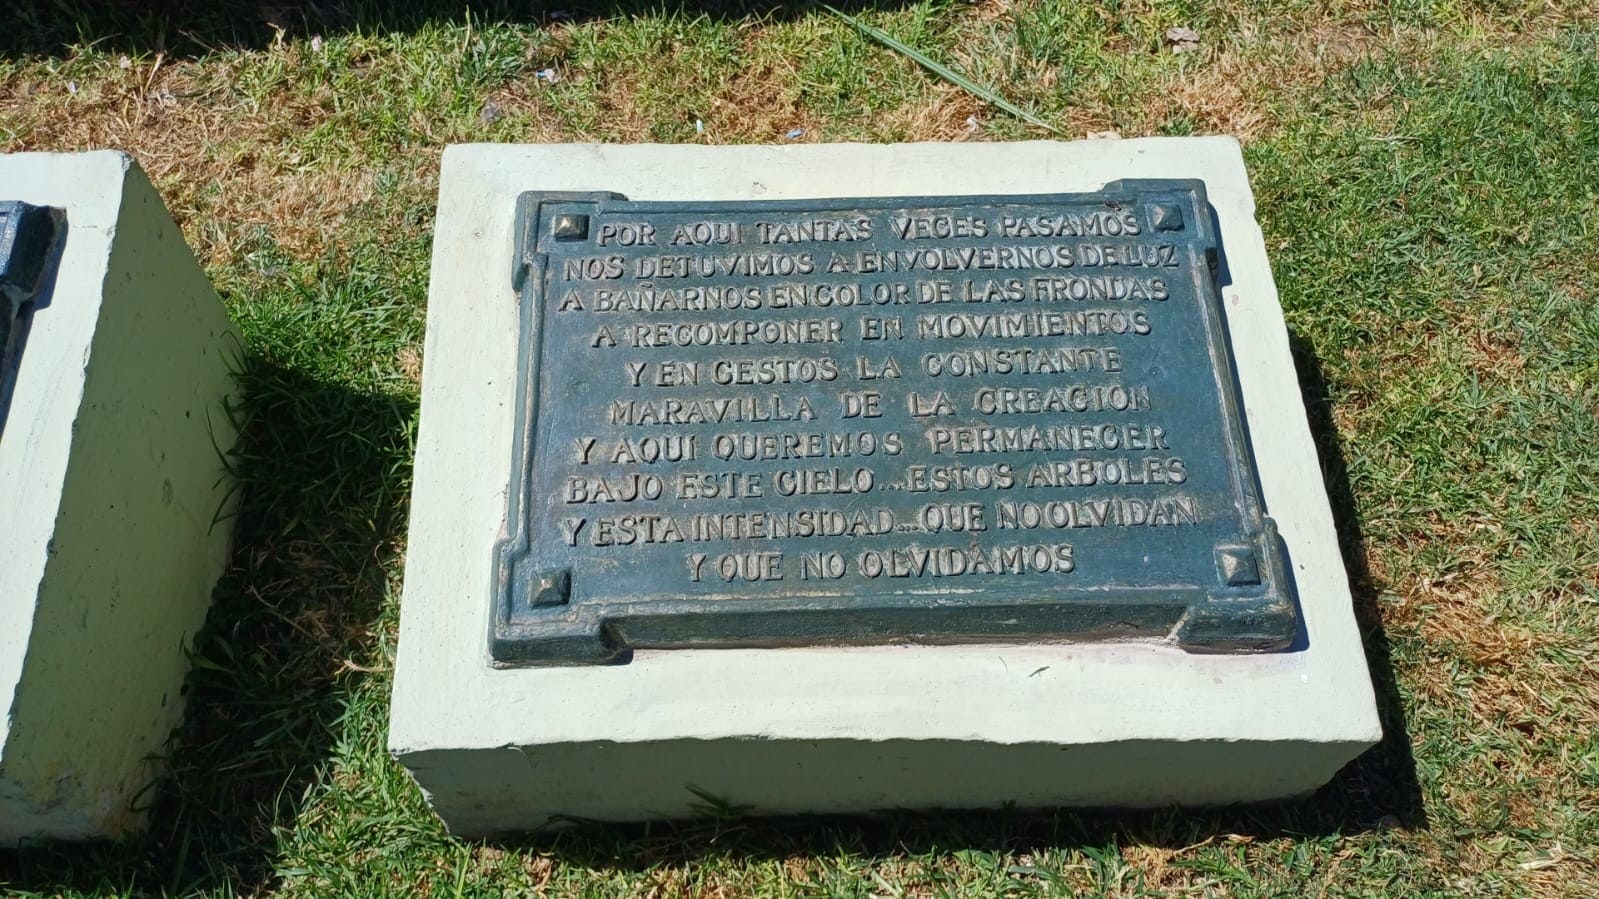 POR AQUI TANTAS VECES PASAMOS
NOS DETUVIMOS A ENVOLVERNOS DE LUZ
A BAÑARNOS EN COLOR DE LAS FRONDAS
A RECOMPONER EN MOVIMIENTOS
Y EN GESTOS LA CONSTANTE
MARAVILLA DE LA CREACION
Y AQUI QUEREMOS PERMANECER
BAJO ESTE CIELO...ESTOS ARBOLES
Y ESTA INTENSIDAD...QUE NO OLVIDAN
Y QUE NO OLVIDAMOS